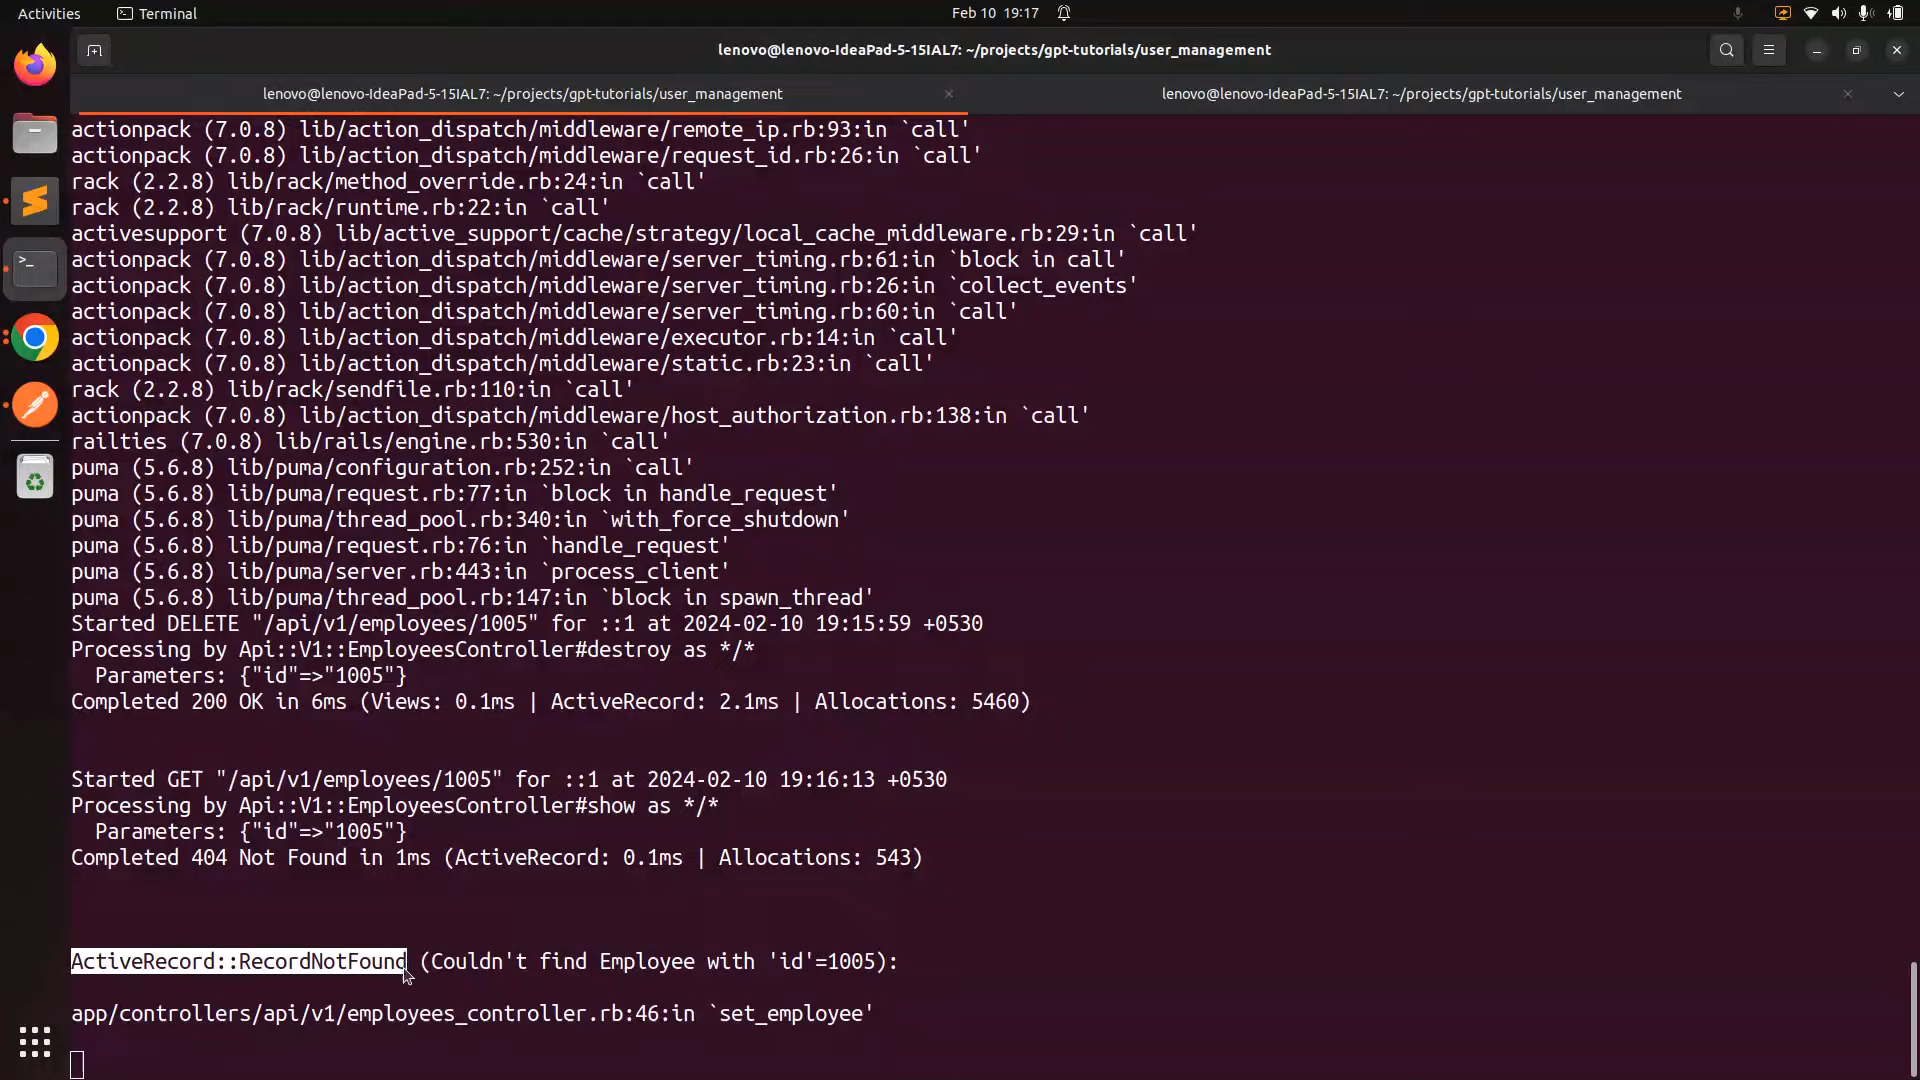 Activities
Terminal
Feb 10 19:17
lenovo@lenovo-IdeaPad-5-15IAL7: ~/projects/gpt-tutorials/user_management
lenovo@lenovo-IdeaPad-5-15IAL7: ~/projects/gpt-tutorials/user_management
lenovo@lenovo-IdeaPad-5-15IAL7: ~/projects/gpt-tutorials/user_management
actionpack (7.0.8) lib/action_dispatch/middleware/remote_ip.rb:93:in `call'
actionpack (7.0.8) lib/action_dispatch/middleware/request_id.rb:26:in `call'
rack (2.2.8) lib/rack/method_override.rb:24:in `call'
rack (2.2.8) lib/rack/runtime.rb:22:in `call'
activesupport (7.0.8) lib/active_support/cache/strategy/local_cache_middleware.rb:29:in `call'
actionpack (7.0.8) lib/action_dispatch/middleware/server_timing.rb:61:in `block in call'
actionpack (7.0.8) lib/action_dispatch/middleware/server_timing.rb:26:in `collect_events'
actionpack (7.0.8) lib/action_dispatch/middleware/server_timing.rb:60:in `call'
actionpack (7.0.8) lib/action_dispatch/middleware/executor.rb:14:in `call'
actionpack (7.0.8) lib/action_dispatch/middleware/static.rb:23:in `call'
rack (2.2.8) lib/rack/sendfile.rb:110:in `call'
actionpack (7.0.8) lib/action_dispatch/middleware/host_authorization.rb:138:in `call'
railties (7.0.8) lib/rails/engine.rb:530:in `call'
puma (5.6.8) lib/puma/configuration.rb:252:in `call'
puma (5.6.8) lib/puma/request.rb:77:in `block in handle_request'
puma (5.6.8) lib/puma/thread_pool.rb:340:in `with_force_shutdown'
puma (5.6.8) lib/puma/request.rb:76:in `handle_request'
puma (5.6.8) lib/puma/server.rb:443:in `process_client'
puma (5.6.8) lib/puma/thread_pool.rb:147:in `block in spawn_thread'
Started DELETE "/api/v1/employees/1005" for ::1 at 2024-02-10 19:15:59 +0530
Processing by Api::V1::EmployeesController#destroy as */*
  Parameters: {"id"=>"1005"}
Completed 200 OK in 6ms (Views: 0.1ms | ActiveRecord: 2.1ms | Allocations: 5460)
Started GET "/api/v1/employees/1005" for ::1 at 2024-02-10 19:16:13 +0530
Processing by Api::V1::EmployeesController#show as */*
  Parameters: {"id"=>"1005"}
Completed 404 Not Found in 1ms (ActiveRecord: 0.1ms | Allocations: 543)
ActiveRecord::RecordNotFound (Couldn't find Employee with 'id'=1005):
app/controllers/api/v1/employees_controller.rb:46:in `set_employee'